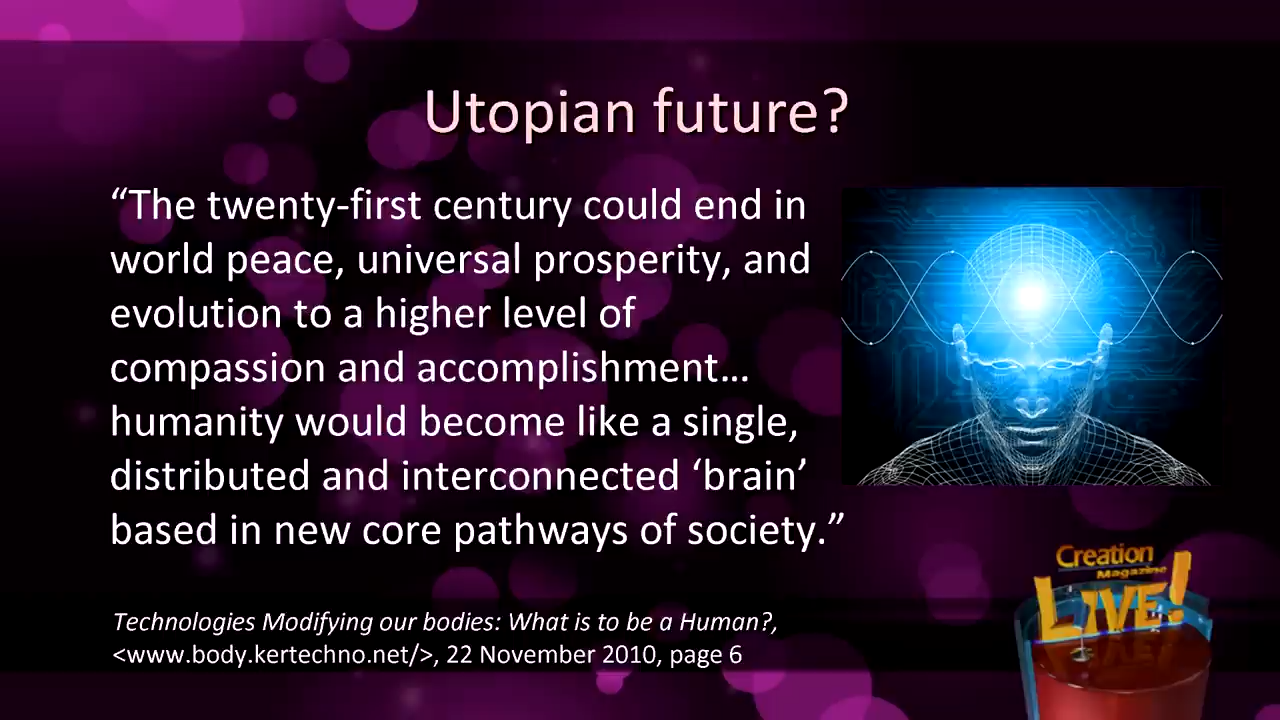 Utopian future?
“The twenty-first century could end in
world peace, universal prosperity, and
evolution to a higher level of
compassion and accomplishment…
humanity would become like a single,
distributed and interconnected ‘brain’
based in new core pathways of society.”
Technologies Modifying our bodies: What is to be a Human?,
<www.body.kertechno.net/>, 22 November 2010, page 6
Creation
Magazine
LIVE!